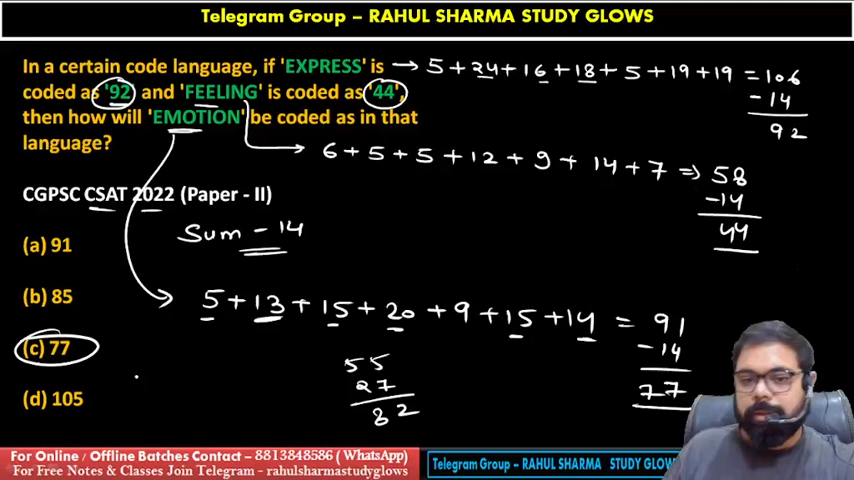 Telegram Group – RAHUL SHARMA STUDY GLOWS
In a certain code language, if 'EXPRESS' is → 5 + 24 + 16 + 18 + 5 + 19 + 19 = 106
coded as '92' and 'FEELING' is coded as '44', - 14
then how will 'EMOTION' be coded as in that 92
language? → 6 + 5 + 5 + 12 + 9 + 14 + 7 ⇒ 58
- 14
44
CGPSC CSAT 2022 (Paper - II)
Sum - 14
(a) 91
(b) 85
→ 5 + 13 + 15 + 20 + 9 + 15 + 14 = 91
- 14
77
(c) 77
55
27
82
(d) 105
For Online / Offline Batches Contact – 8813848586 ( WhatsApp)
For Free Notes & Classes Join Telegram - rahulsharmastudyglows
Telegram Group – RAHUL SHARMA STUDY GLOW